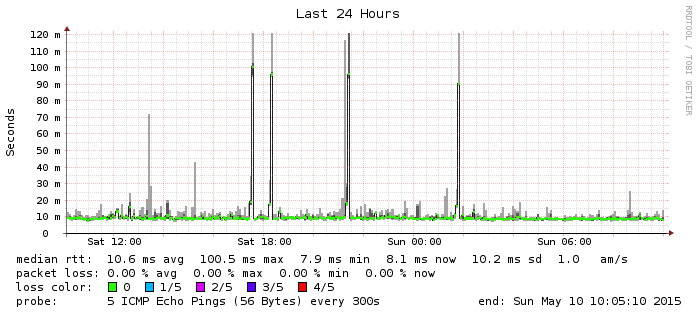 Last 24 Hours
RRDTOOL / TOBI OETIKER
Seconds
120 m
110 m
100 m
90 m
80 m
70 m
60 m
50 m
40 m
30 m
20 m
10 m
0
Sat 12:00 Sat 18:00 Sun 00:00 Sun 06:00
median rtt: 10.6 ms avg 100.5 ms max 7.9 ms min 8.1 ms now 10.2 ms sd 1.0 am/s
packet loss: 0.00 % avg 0.00 % max 0.00 % min 0.00 % now
loss color: 0 1/5 2/5 3/5 4/5
probe: 5 ICMP Echo Pings (56 Bytes) every 300s end: Sun May 10 10:05:10 2015